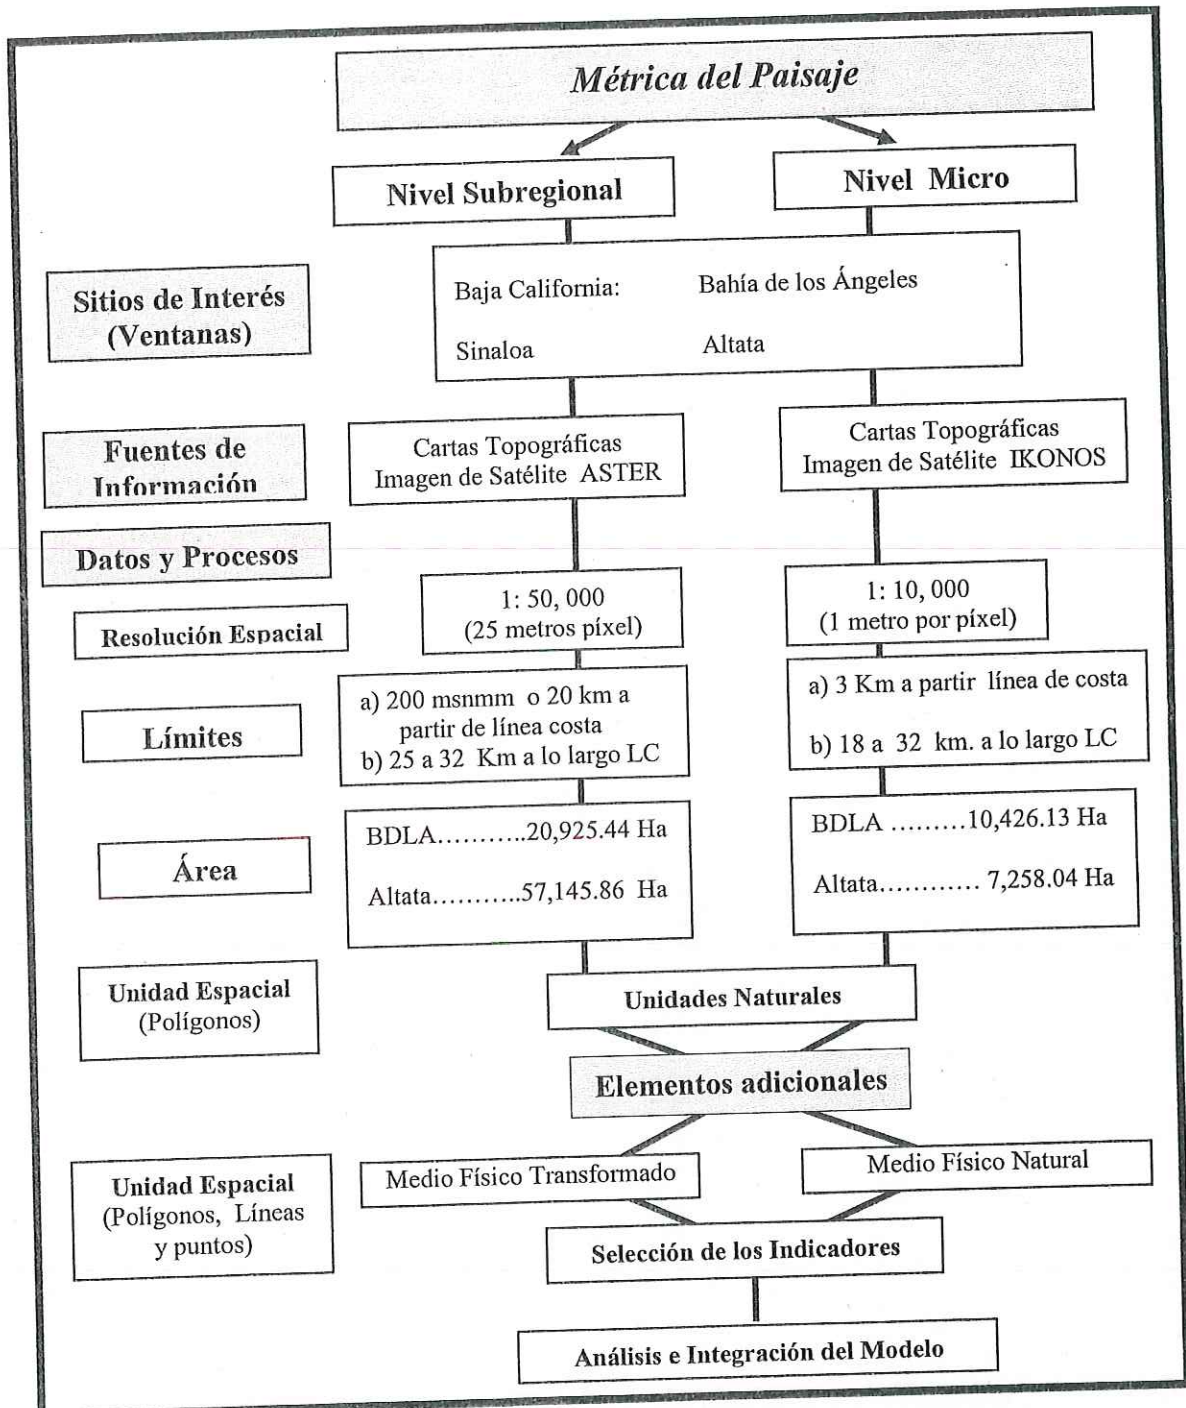 Métrica del Paisaje
Nivel Subregional
Nivel Micro
Sitios de Interés
(Ventanas)
Baja California: Bahía de los Ángeles
Sinaloa Altata
Fuentes de
Información
Cartas Topográficas
Imagen de Satélite ASTER
Cartas Topográficas
Imagen de Satélite IKONOS
Datos y Procesos
Resolución Espacial
1: 50, 000
(25 metros píxel)
1: 10, 000
(1 metro por píxel)
Límites
a) 200 msnmm o 20 km a
partir de línea costa
b) 25 a 32 Km a lo largo LC
a) 3 Km a partir línea de costa
b) 18 a 32 km. a lo largo LC
Área
BDLA...........20,925.44 Ha
Altata...........57,145.86 Ha
BDLA .........10,426.13 Ha
Altata............ 7,258.04 Ha
Unidad Espacial
(Polígonos)
Unidades Naturales
Elementos adicionales
Unidad Espacial
(Polígonos, Líneas
y puntos)
Medio Físico Transformado
Medio Físico Natural
Selección de los Indicadores
Análisis e Integración del Modelo